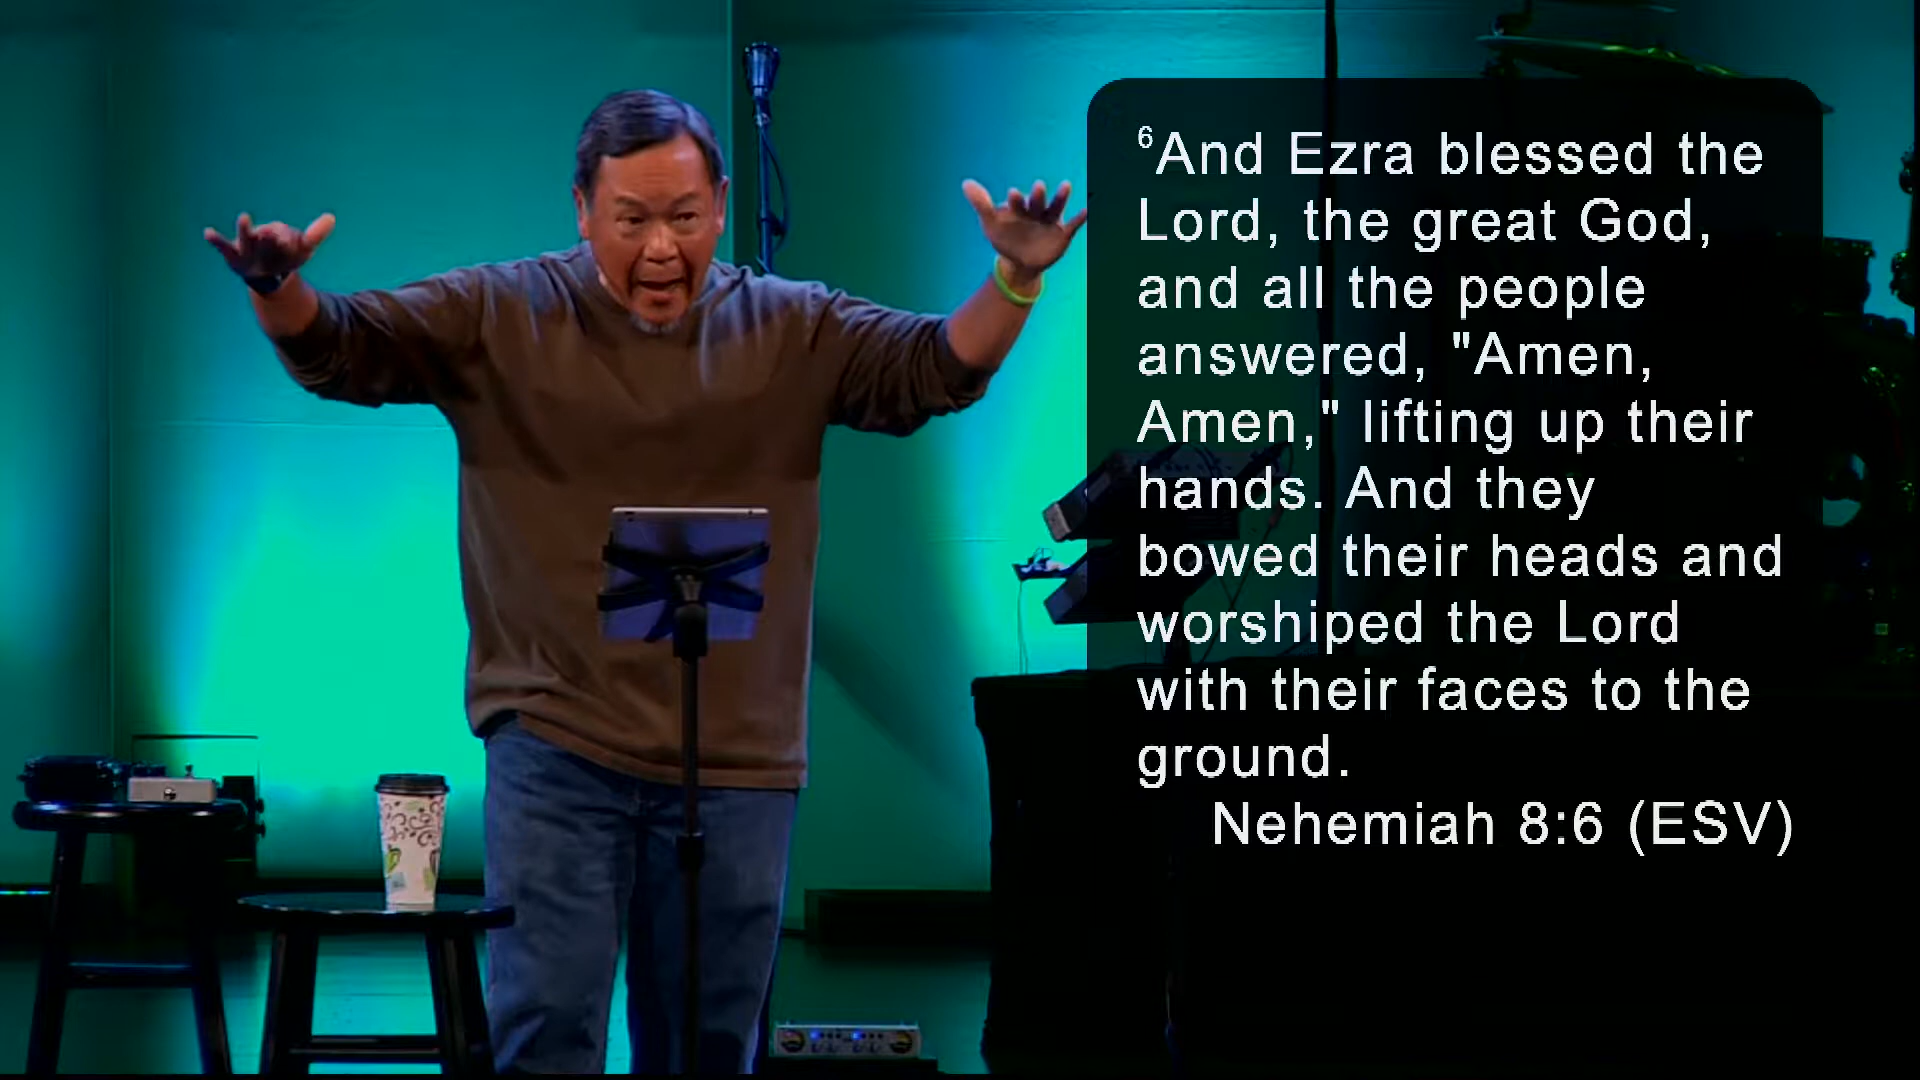 ⁶And Ezra blessed the
Lord, the great God,
and all the people
answered, "Amen,
Amen," lifting up their
hands. And they
bowed their heads and
worshiped the Lord
with their faces to the
ground.
Nehemiah 8:6 (ESV)